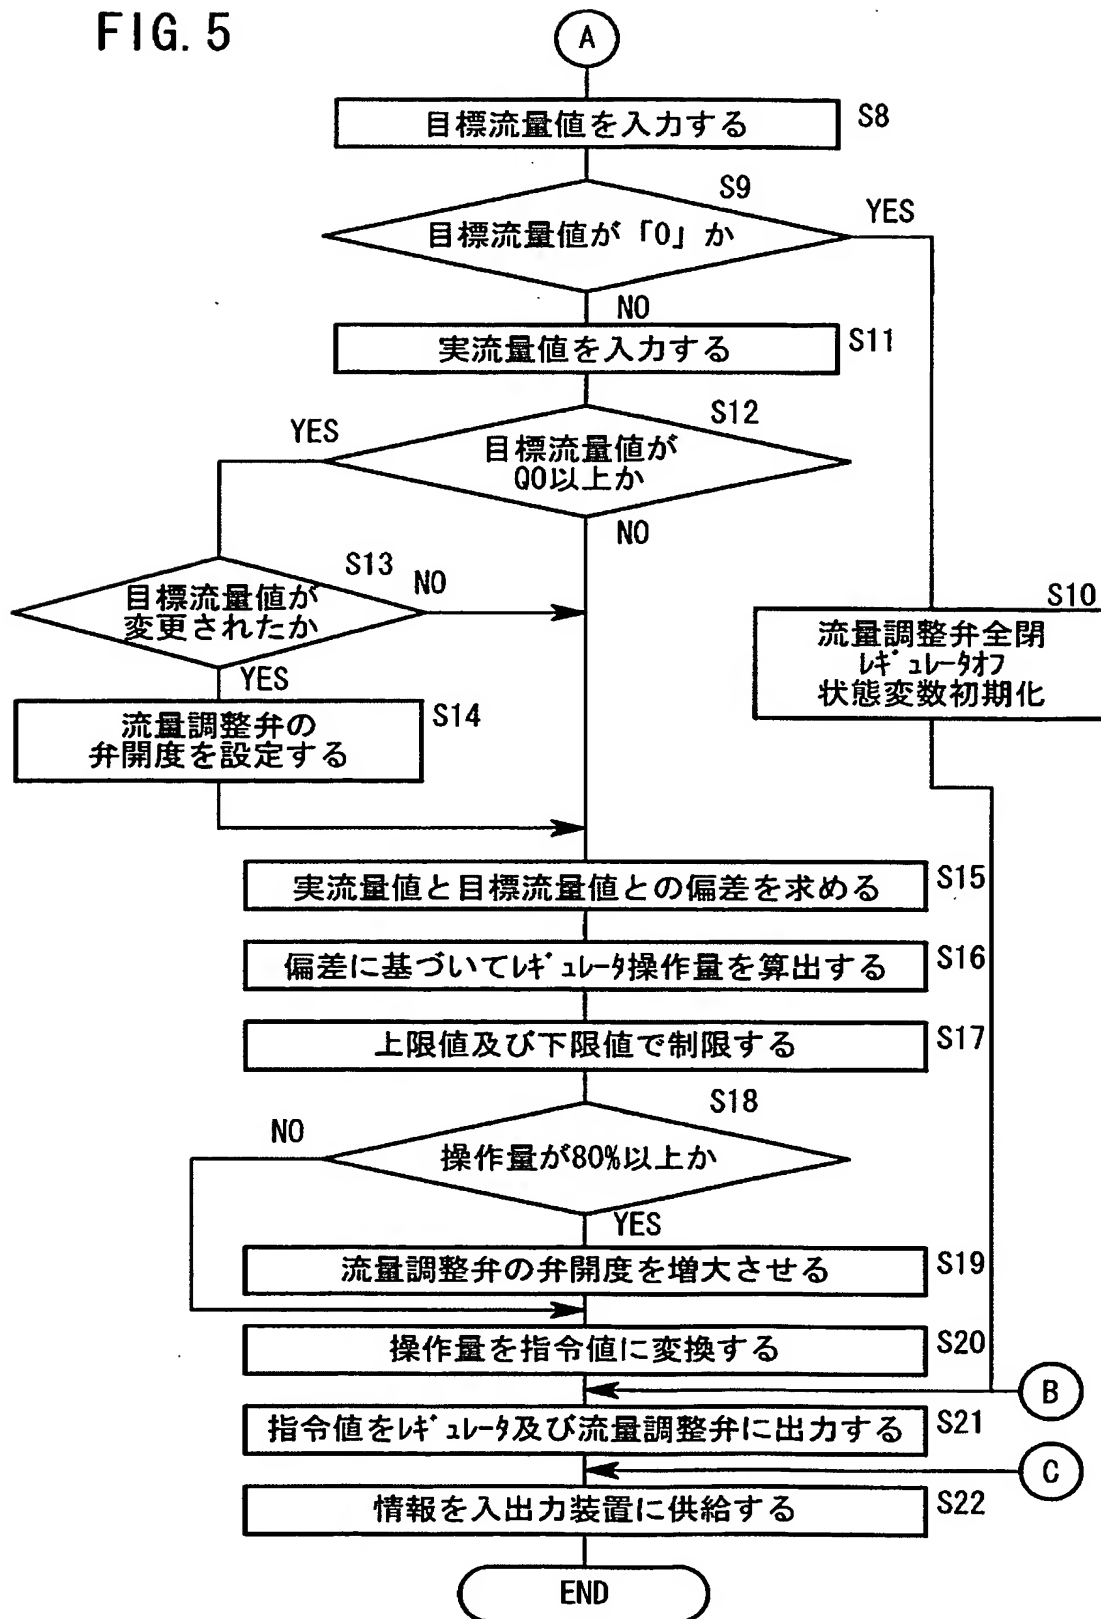 FIG. 5
A
目標流量値を入力する
S8
S9
目標流量値が「0」か
YES
NO
実流量値を入力する
S11
S12
YES
目標流量値が
Q0以上か
NO
S13
目標流量値が
変更されたか
NO
YES
S10
流量調整弁全閉
レギュレータオフ
状態変数初期化
流量調整弁の
弁開度を設定する
S14
実流量値と目標流量値との偏差を求める
S15
偏差に基づいてレギュレータ操作量を算出する
S16
上限値及び下限値で制限する
S17
S18
NO
操作量が80%以上か
YES
流量調整弁の弁開度を増大させる
S19
操作量を指令値に変換する
S20
B
指令値をレギュレータ及び流量調整弁に出力する
S21
C
情報を入出力装置に供給する
S22
END